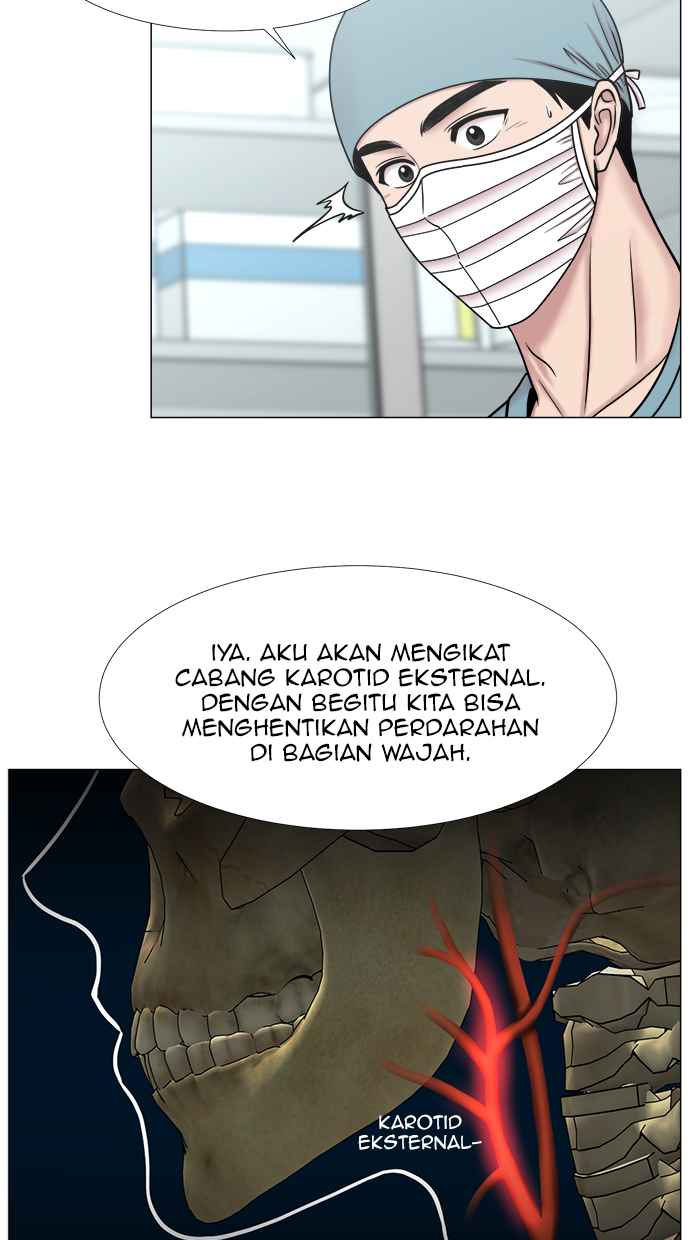 IYA. AKU AKAN MENGIKAT
CABANG KAROTID EKSTERNAL.
DENGAN BEGITU KITA BISA
MENGHENTIKAN PERDARAHAN
DI BAGIAN WAJAH.
KAROTID
EKSTERNAL-